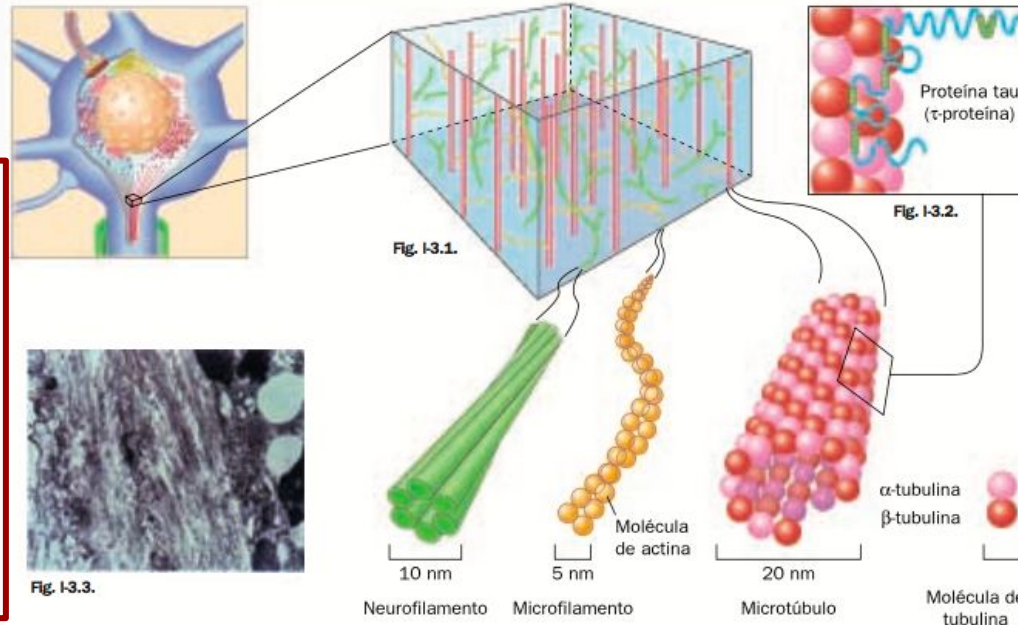 Proteína tau
(τ-proteína)
Fig. I-3.2.
Fig. I-3.1.
Fig. I-3.3.
Molécula
de actina
α-tubulina
β-tubulina
10 nm
5 nm
20 nm
Neurofilamento
Microfilamento
Microtúbulo
Molécula de
tubulina